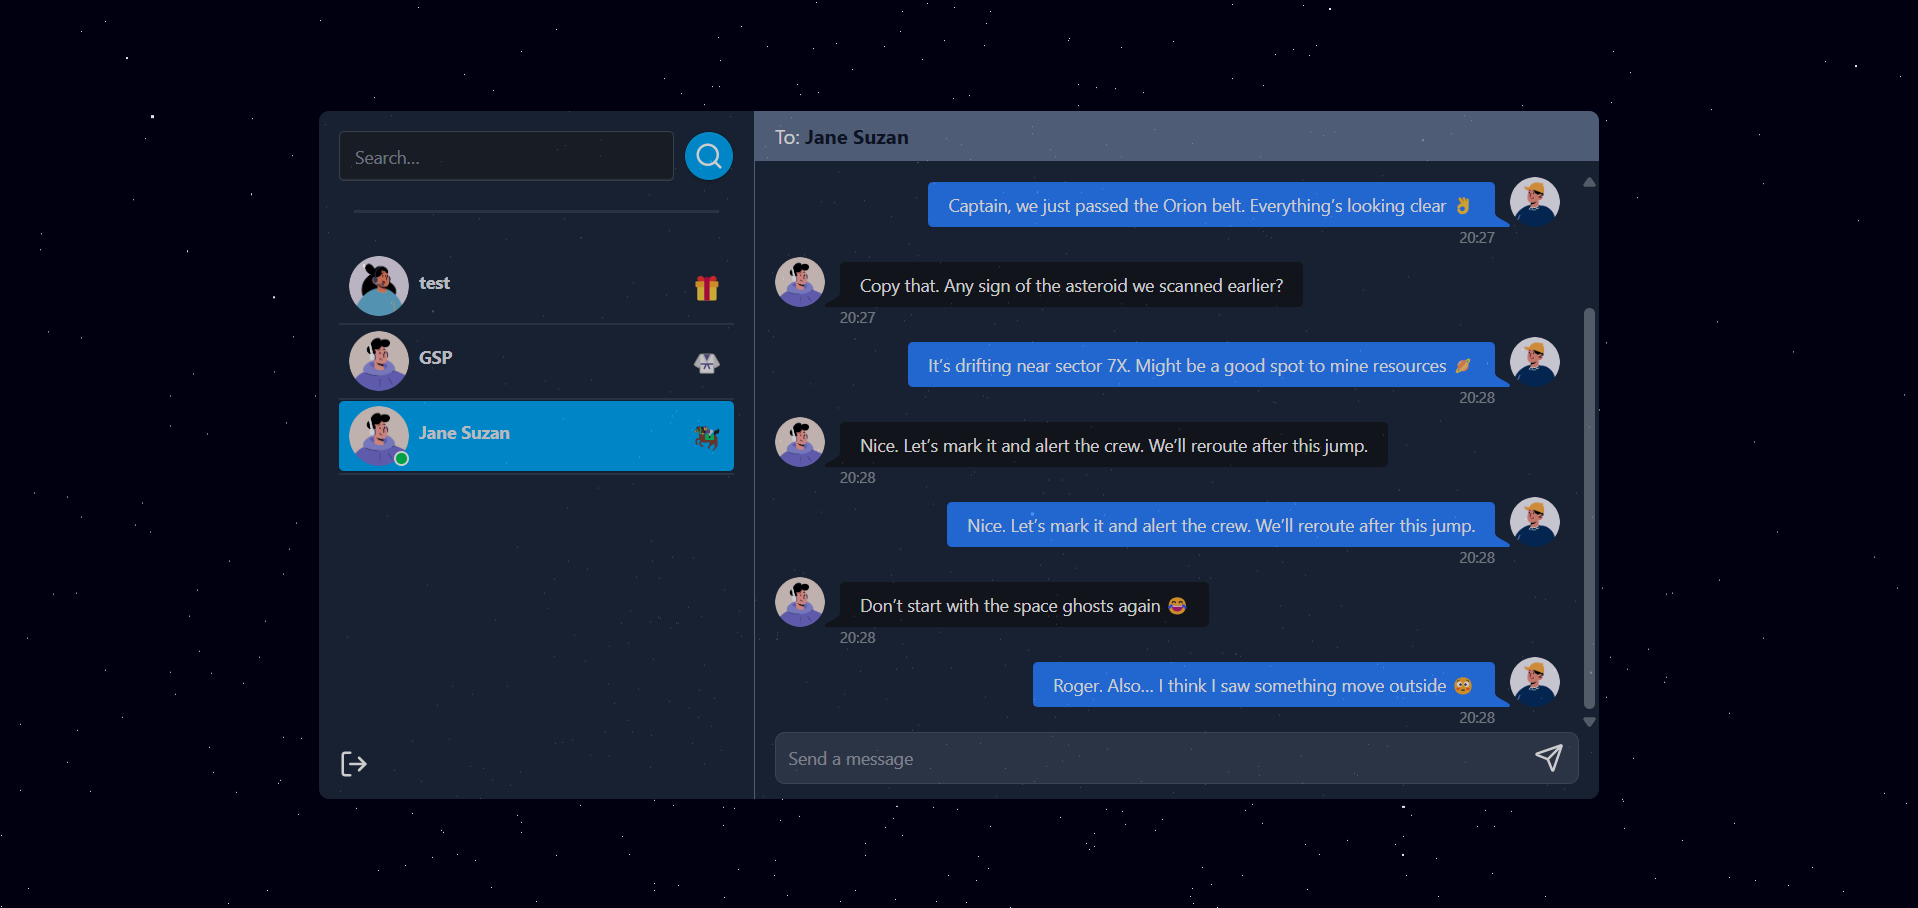 Search...
test
GSP
Jane Suzan
To: Jane Suzan
Captain, we just passed the Orion belt. Everything’s looking clear 👌
20:27
Copy that. Any sign of the asteroid we scanned earlier?
20:27
It’s drifting near sector 7X. Might be a good spot to mine resources 🪐
20:28
Nice. Let’s mark it and alert the crew. We’ll reroute after this jump.
20:28
Nice. Let’s mark it and alert the crew. We’ll reroute after this jump.
20:28
Don’t start with the space ghosts again 😂
20:28
Roger. Also... I think I saw something move outside 😳
20:28
Send a message